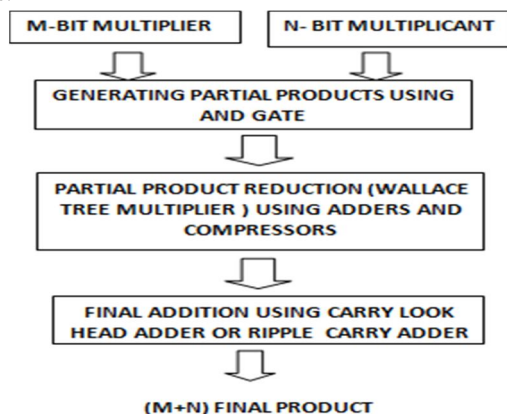 M-BIT MULTIPLIER
N- BIT MULTIPLICANT
GENERATING PARTIAL PRODUCTS USING
AND GATE
PARTIAL PRODUCT REDUCTION (WALLACE
TREE MULTIPLIER ) USING ADDERS AND
COMPRESSORS
FINAL ADDITION USING CARRY LOOK
HEAD ADDER OR RIPPLE CARRY ADDER
(M+N) FINAL PRODUCT